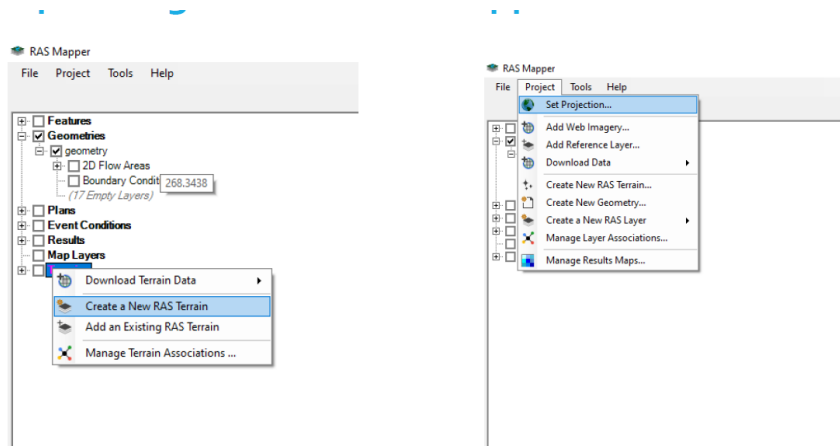 RAS Mapper
File Project Tools Help
Features
Geometries
geometry
2D Flow Areas
Boundary Condit
268.3438
(17 Empty Layers)
Plans
Event Conditions
Results
Map Layers
Download Terrain Data
Create a New RAS Terrain
Add an Existing RAS Terrain
Manage Terrain Associations ...
RAS Mapper
File Project Tools Help
Set Projection...
Add Web Imagery...
Add Reference Layer...
Download Data
Create New RAS Terrain...
Create New Geometry...
Create a New RAS Layer
Manage Layer Associations...
Manage Results Maps...